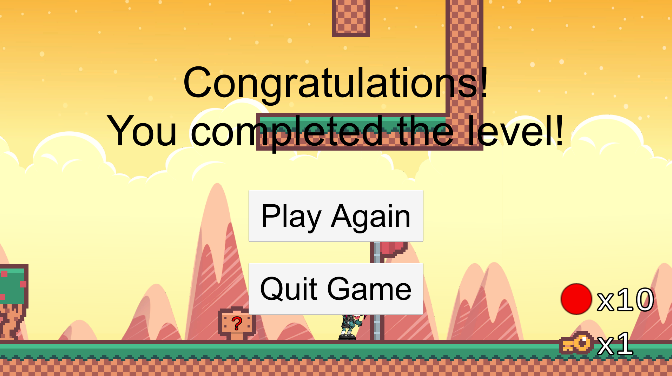 Congratulations!
You completed the level!
Play Again
Quit Game
?
x10
x1